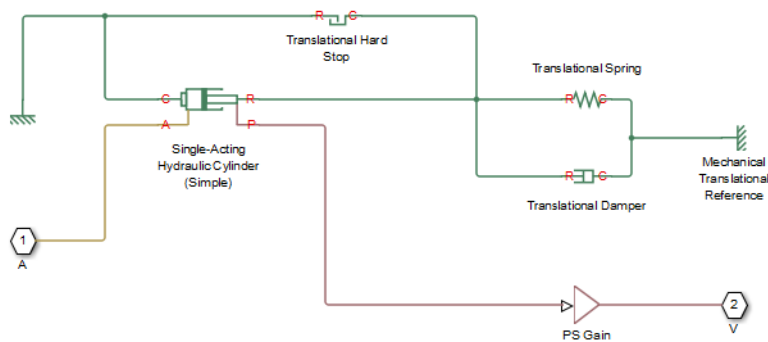 R
C
Translational Hard
Stop
Translational Spring
C
R
R
C
A
P
Single-Acting
Hydraulic Cylinder
(Simple)
Mechanical
Translational
Reference
R
C
Translational Damper
1
A
2
V
PS Gain